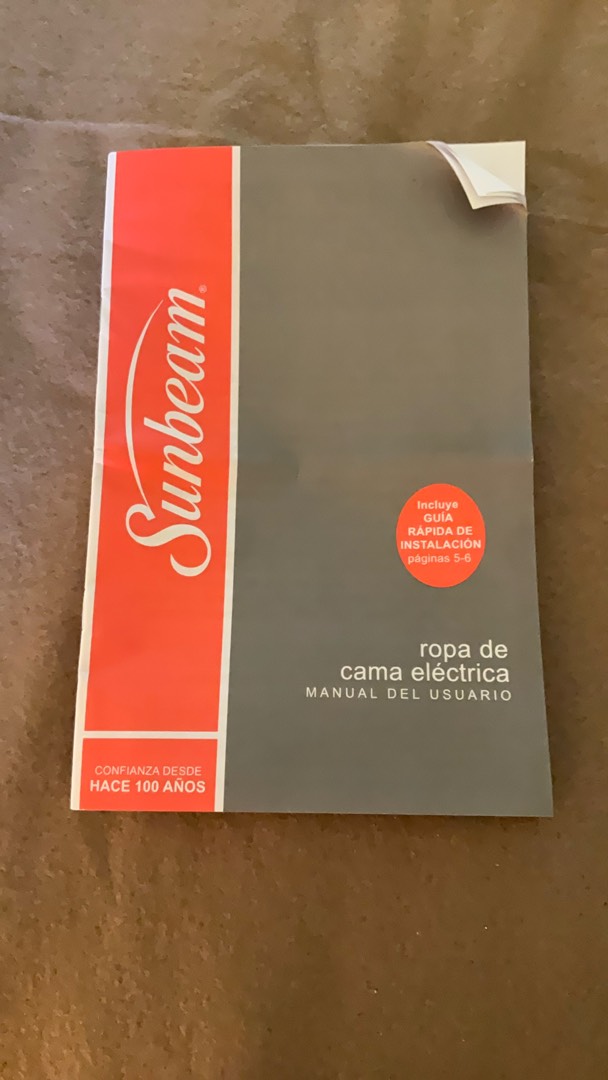 Sunbeam®
Incluye
GUÍA
RÁPIDA DE
INSTALACIÓN
páginas 5-6
ropa de
cama eléctrica
MANUAL DEL USUARIO
CONFIANZA DESDE
HACE 100 AÑOS